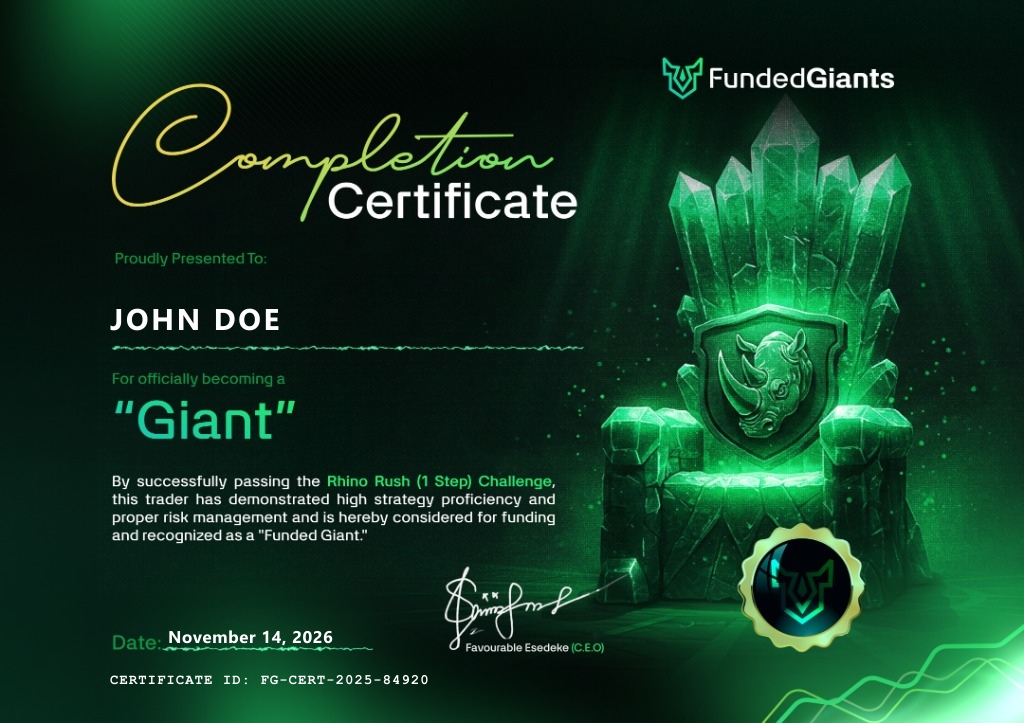 FundedGiants
Completion
Certificate
Proudly Presented To:
JOHN DOE
For officially becoming a
“Giant”
By successfully passing the Rhino Rush (1 Step) Challenge,
this trader has demonstrated high strategy proficiency and
proper risk management and is hereby considered for funding
and recognized as a "Funded Giant."
Favourable Esedeke (C.E.O)
Date: November 14, 2026
CERTIFICATE ID: FG-CERT-2025-84920